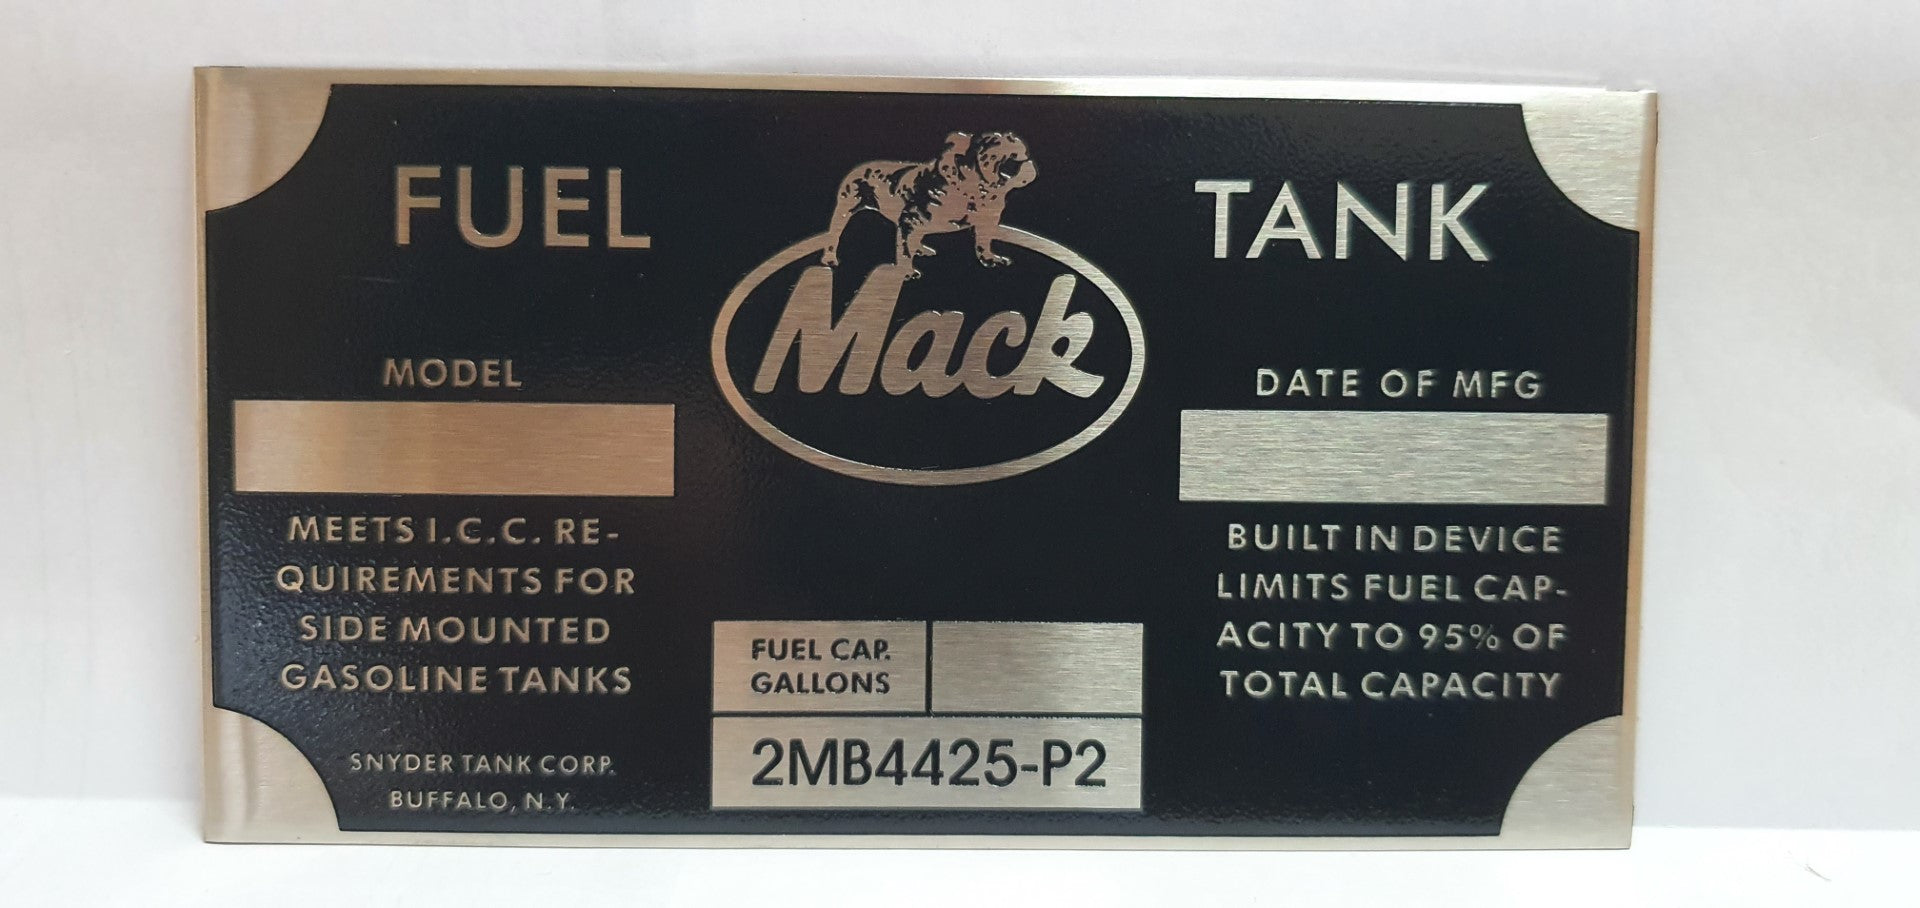 FUEL
TANK
Mack
MODEL
MEETS I.C.C. RE-
QUIREMENTS FOR
SIDE MOUNTED
GASOLINE TANKS
SNYDER TANK CORP.
BUFFALO, N.Y.
FUEL CAP.
GALLONS
2MB4425-P2
DATE OF MFG
BUILT IN DEVICE
LIMITS FUEL CAP-
ACITY TO 95% OF
TOTAL CAPACITY